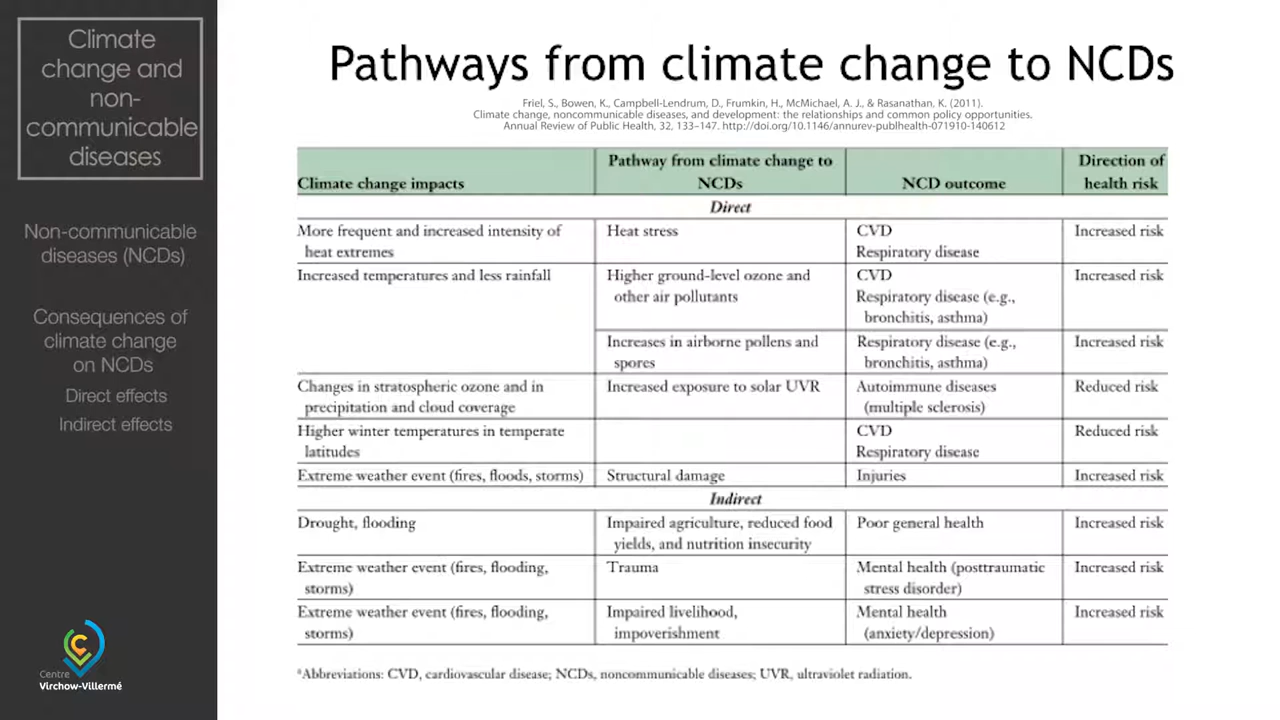 Climate
change and
non-
communicable
diseases
Non-communicable
diseases (NCDs)
Consequences of
climate change
on NCDs
Direct effects
Indirect effects
Centre
Virchow-Villermé
Pathways from climate change to NCDs
Friel, S., Bowen, K., Campbell-Lendrum, D., Frumkin, H., McMichael, A. J., & Rasanathan, K. (2011).
Climate change, noncommunicable diseases, and development: the relationships and common policy opportunities.
Annual Review of Public Health, 32, 133–147. http://doi.org/10.1146/annurev-publhealth-071910-140612
Climate change impacts
Pathway from climate change to
NCDs
NCD outcome
Direction of
health risk
Direct
More frequent and increased intensity of
heat extremes
Heat stress
CVD
Respiratory disease
Increased risk
Increased temperatures and less rainfall
Higher ground-level ozone and
other air pollutants
CVD
Respiratory disease (e.g.,
bronchitis, asthma)
Increased risk
Increases in airborne pollens and
spores
Respiratory disease (e.g.,
bronchitis, asthma)
Increased risk
Changes in stratospheric ozone and in
precipitation and cloud coverage
Increased exposure to solar UVR
Autoimmune diseases
(multiple sclerosis)
Reduced risk
Higher winter temperatures in temperate
latitudes
CVD
Respiratory disease
Reduced risk
Extreme weather event (fires, floods, storms)
Structural damage
Injuries
Increased risk
Indirect
Drought, flooding
Impaired agriculture, reduced food
yields, and nutrition insecurity
Poor general health
Increased risk
Extreme weather event (fires, flooding,
storms)
Trauma
Mental health (posttraumatic
stress disorder)
Increased risk
Extreme weather event (fires, flooding,
storms)
Impaired livelihood,
impoverishment
Mental health
(anxiety/depression)
Increased risk
ᵃAbbreviations: CVD, cardiovascular disease; NCDs, noncommunicable diseases; UVR, ultraviolet radiation.